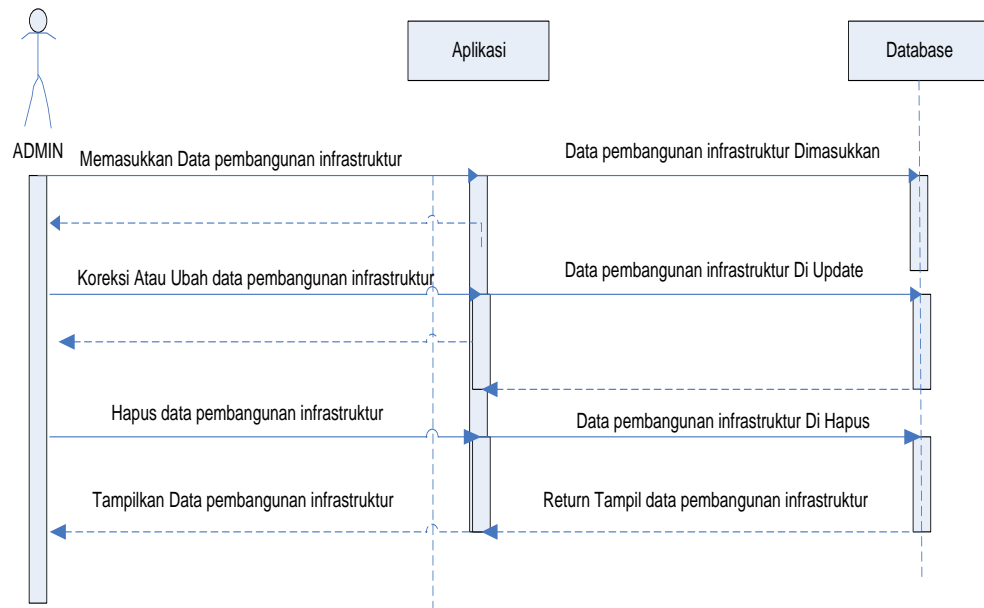 Aplikasi
Database
ADMIN
Memasukkan Data pembangunan infrastruktur
Data pembangunan infrastruktur Dimasukkan
Koreksi Atau Ubah data pembangunan infrastruktur
Data pembangunan infrastruktur Di Update
Hapus data pembangunan infrastruktur
Data pembangunan infrastruktur Di Hapus
Tampilkan Data pembangunan infrastruktur
Return Tampil data pembangunan infrastruktur